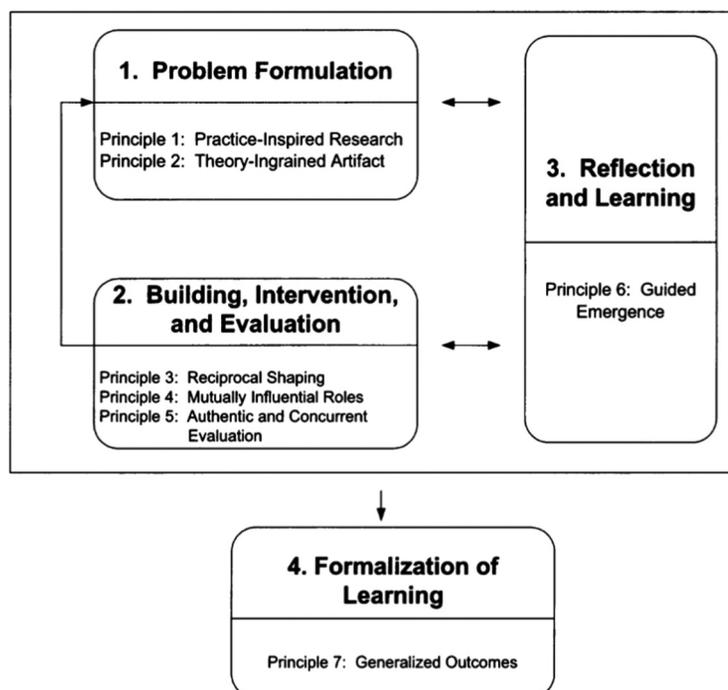 1. Problem Formulation
Principle 1: Practice-Inspired Research
Principle 2: Theory-Ingrained Artifact
2. Building, Intervention,
and Evaluation
Principle 3: Reciprocal Shaping
Principle 4: Mutually Influential Roles
Principle 5: Authentic and Concurrent
Evaluation
3. Reflection
and Learning
Principle 6: Guided
Emergence
4. Formalization of
Learning
Principle 7: Generalized Outcomes